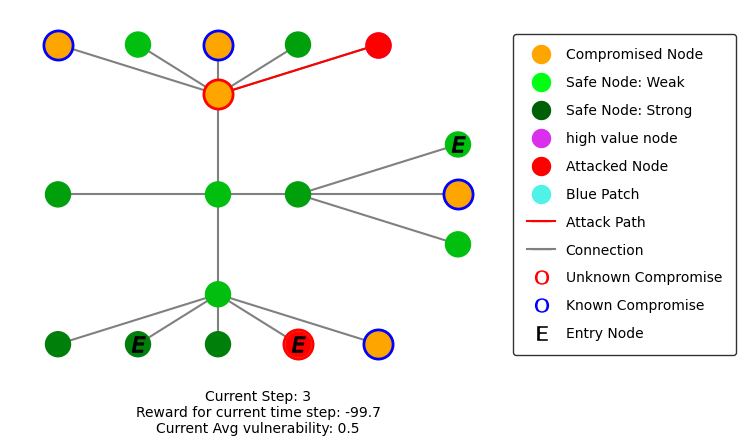 E
E
E
Current Step: 3
Reward for current time step: -99.7
Current Avg vulnerability: 0.5
Compromised Node
Safe Node: Weak
Safe Node: Strong
high value node
Attacked Node
Blue Patch
Attack Path
Connection
O Unknown Compromise
O Known Compromise
E Entry Node